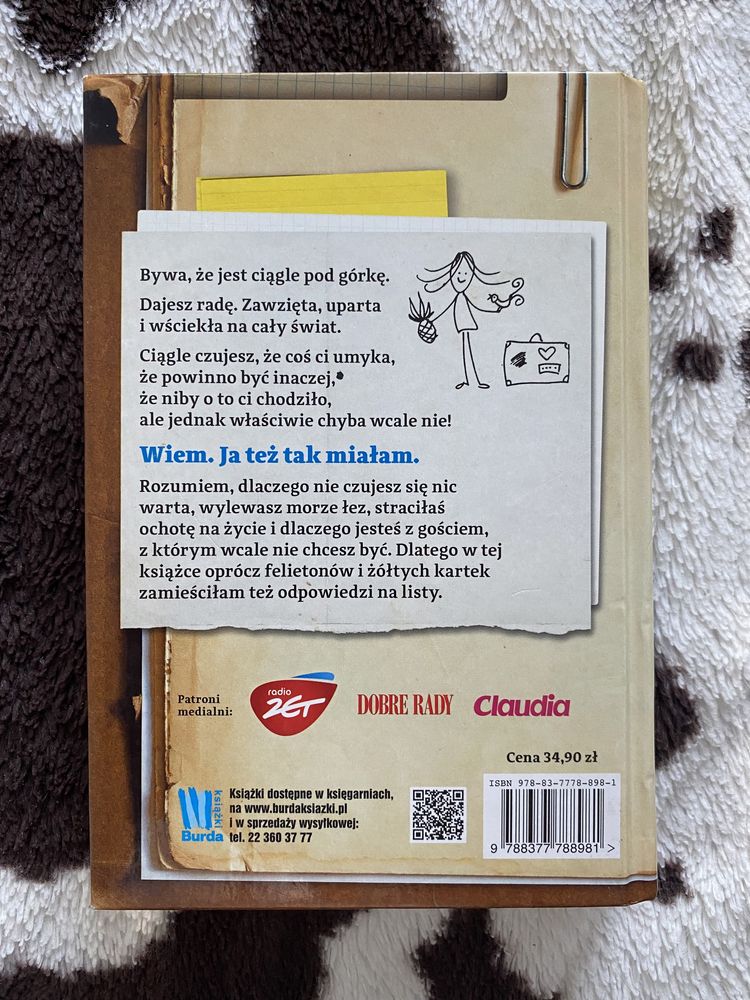 Bywa, że jest ciągle pod górkę.
Dajesz radę. Zawzięta, uparta
i wściekła na cały świat.
Ciągle czujesz, że coś ci umyka,
że powinno być inaczej,
że niby o to ci chodziło,
ale jednak właściwie chyba wcale nie!
Wiem. Ja też tak miałam.
Rozumiem, dlaczego nie czujesz się nic
warta, wylewasz morze łez, straciłaś
ochotę na życie i dlaczego jesteś z gościem,
z którym wcale nie chcesz być. Dlatego w tej
książce oprócz felietonów i żółtych kartek
zamieściłam też odpowiedzi na listy.
Patroni
medialni:
radio
ZET
DOBRE RADY
Claudia
Cena 34,90 zł
książki
Burda
Książki dostępne w księgarniach,
na www.burdaksiazki.pl
i w sprzedaży wysyłkowej:
tel. 22 360 37 77
ISBN 978-83-7778-898-1
9 788377 788981 >